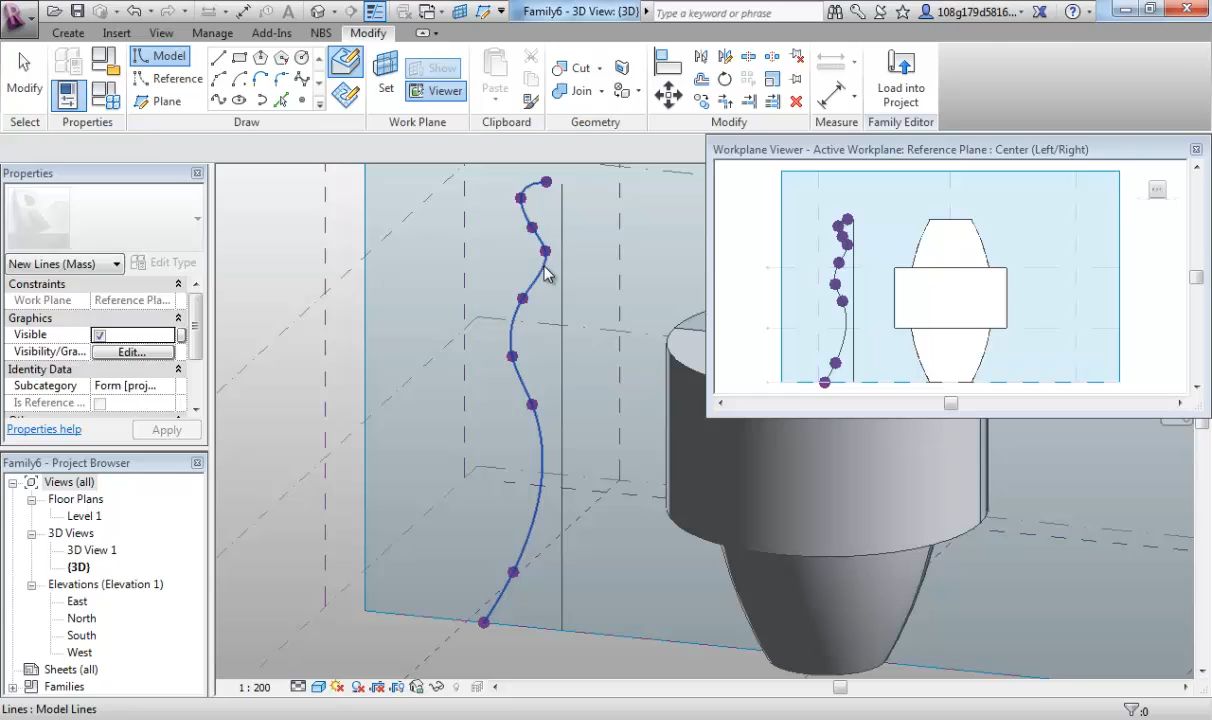 Family6 - 3D View: {3D}
Type a keyword or phrase
108g179d5816...
Create
Insert
View
Manage
Add-Ins
NBS
Modify
Modify
Select
Properties
Model
Reference
Plane
Draw
Set
Show
Viewer
Work Plane
Paste
Clipboard
Cut
Join
Geometry
Modify
Measure
Load into
Project
Family Editor
Workplane Viewer - Active Workplane: Reference Plane : Center (Left/Right)
Properties
New Lines (Mass)
Edit Type
Constraints
Work Plane
Reference Pla...
Graphics
Visible
Visibility/Gra...
Edit...
Identity Data
Subcategory
Form [proj...
Is Reference
Properties help
Apply
Family6 - Project Browser
Views (all)
Floor Plans
Level 1
3D Views
3D View 1
{3D}
Elevations (Elevation 1)
East
North
South
West
Sheets (all)
Families
1 : 200
Lines : Model Lines
:0